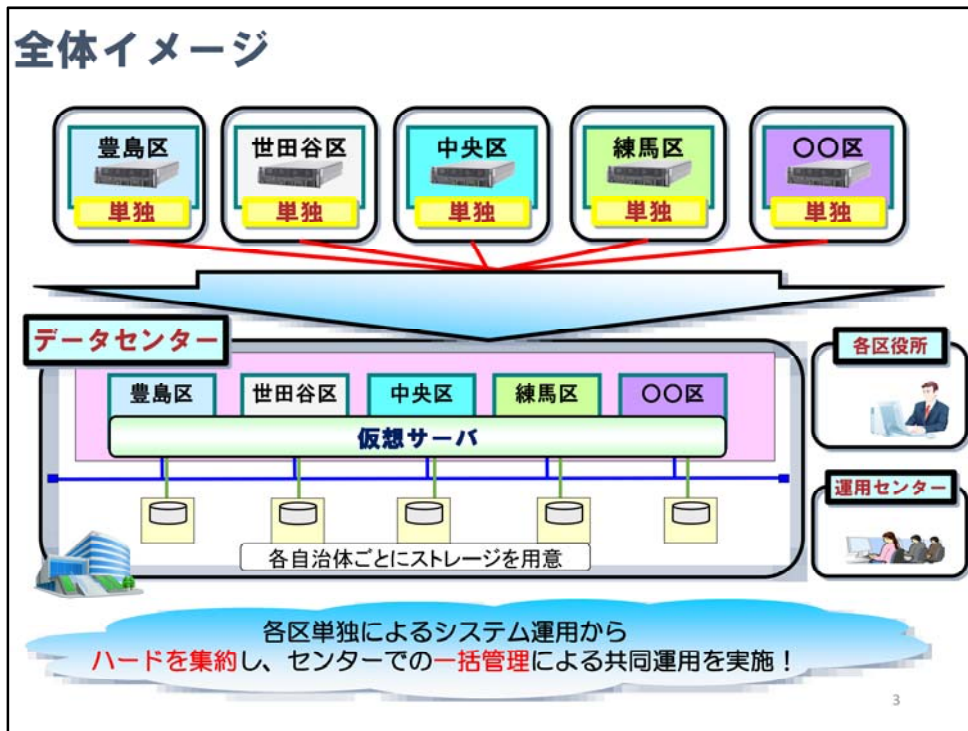 全体イメージ
豊島区
世田谷区
中央区
練馬区
〇〇区
単独
単独
単独
単独
単独
データセンター
各区役所
豊島区
世田谷区
中央区
練馬区
〇〇区
仮想サーバ
運用センター
各自治体ごとにストレージを用意
各区単独によるシステム運用から
ハードを集約し、センターでの一括管理による共同運用を実施！
3